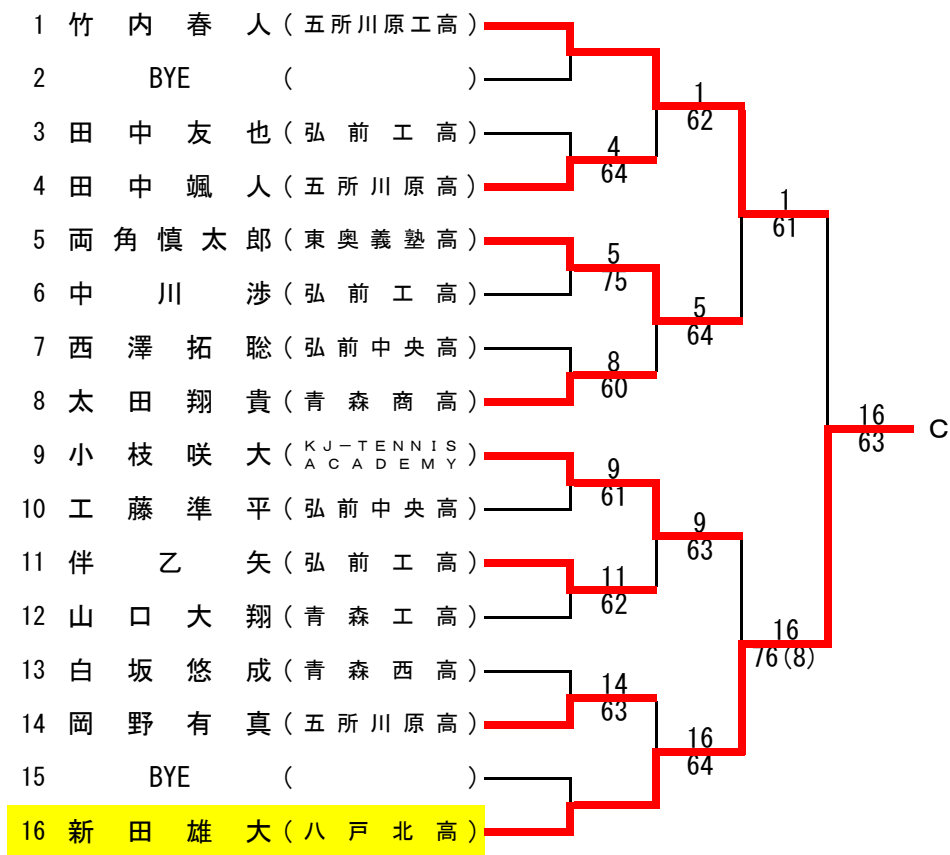 1 竹内春人 (五所川原工高)
2 BYE ( )
1
62
3 田中友也 (弘前工高)
4
64
4 田中颯人 (五所川原高)
1
61
5 両角慎太郎 (東奥義塾高)
5
75
6 中川渉 (弘前工高)
5
64
7 西澤拓聡 (弘前中央高)
8
60
8 太田翔貴 (青森商高)
16
63
C
9 小枝咲大 (KJ-TENNIS
ACADEMY)
9
61
10 工藤準平 (弘前中央高)
9
63
11 伴乙矢 (弘前工高)
11
62
12 山口大翔 (青森工高)
16
76(8)
13 白坂悠成 (青森西高)
14
63
14 岡野有真 (五所川原高)
16
64
15 BYE ( )
16 新田雄大 (八戸北高)